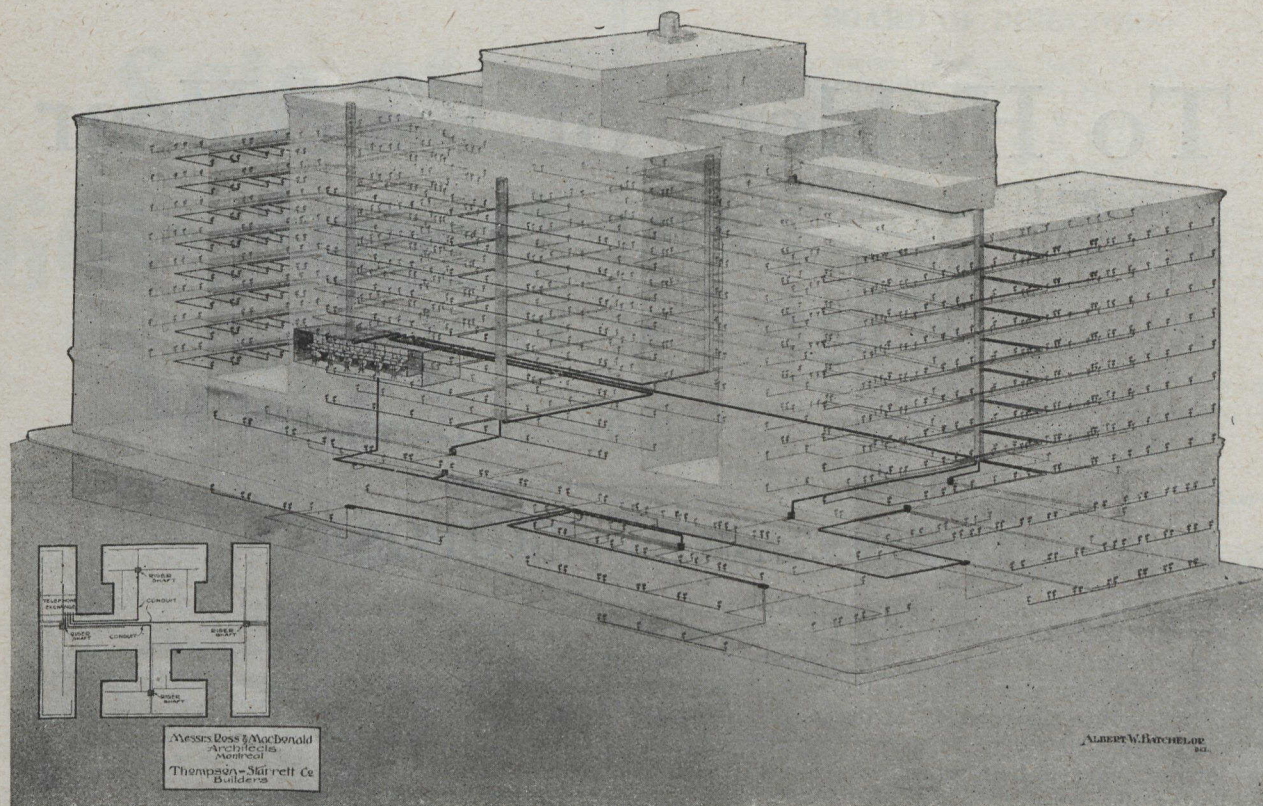 RISER
SHAFT
TELEPHONE
EXCHANGE
CONDUIT
RISER
SHAFT
CONDUIT
RISER
SHAFT
RISER
SHAFT
Messrs Ross & MacDonald
Architects
Montreal
Thompson-Starrett Co
Builders
ALBERT W. BATCHELOR